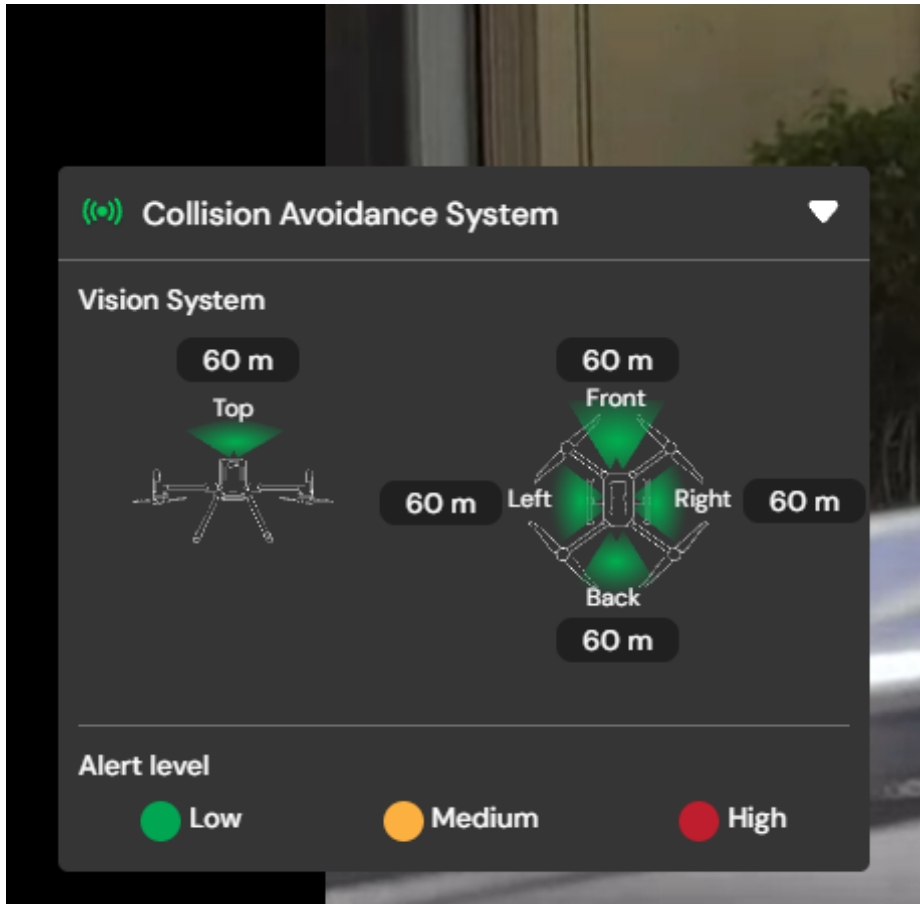 Collision Avoidance System
Vision System
60 m
Top
60 m
Front
60 m
Left
Right
60 m
Back
60 m
Alert level
Low
Medium
High